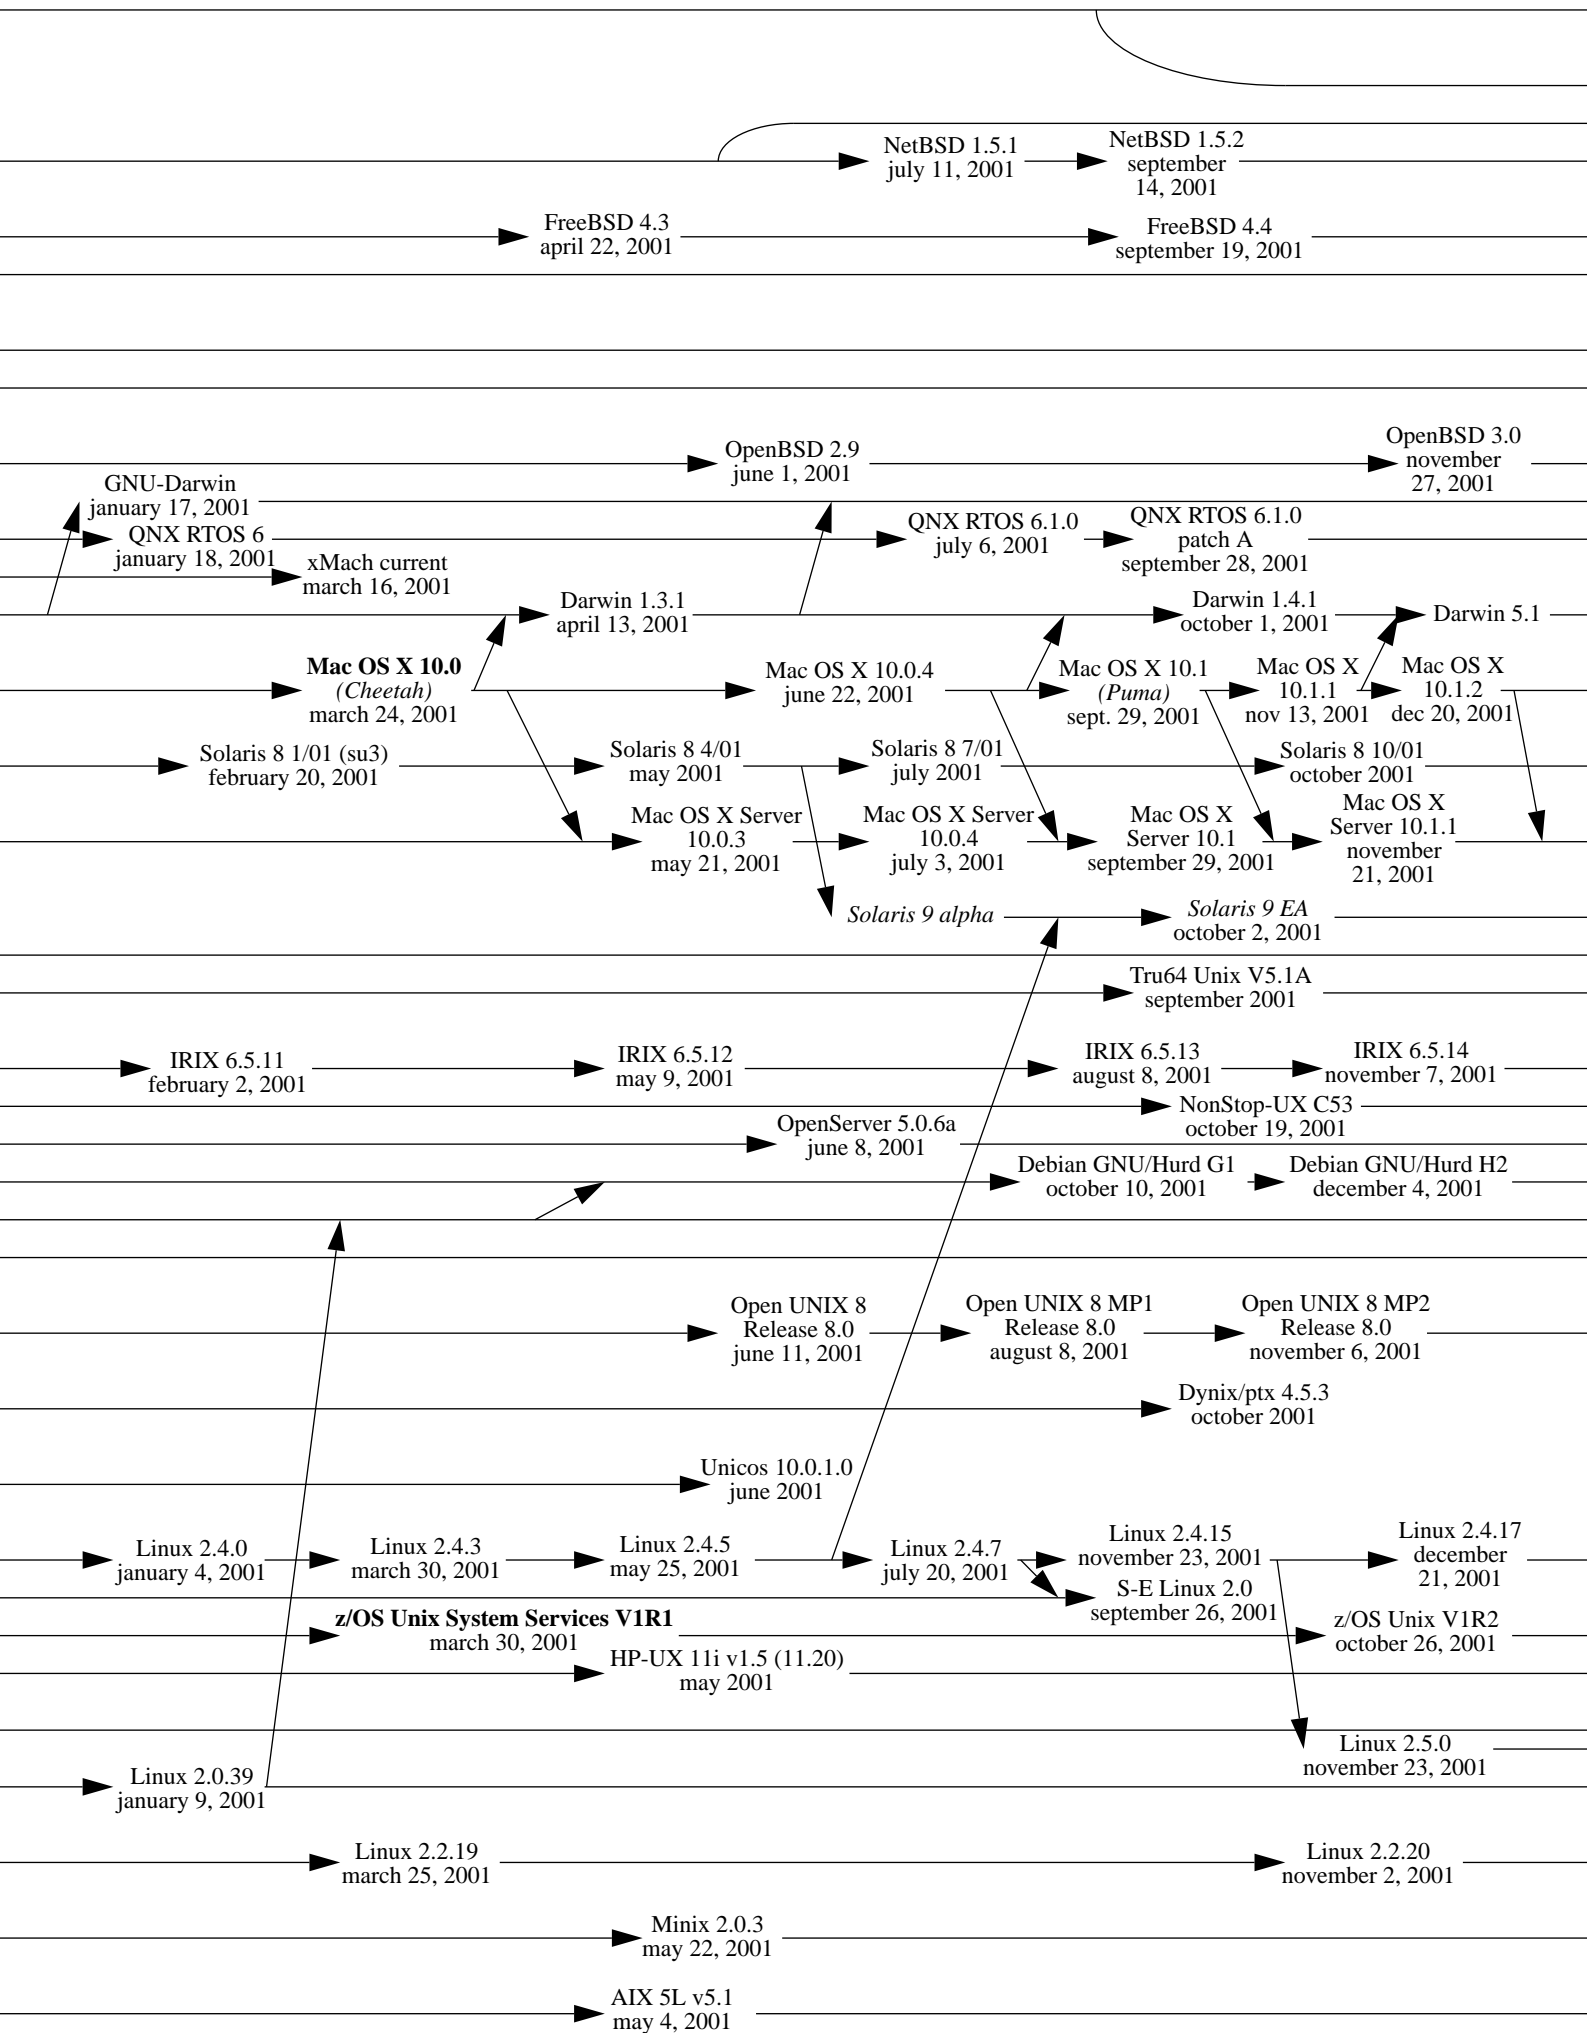 NetBSD 1.5.1
july 11, 2001
NetBSD 1.5.2
september
14, 2001
FreeBSD 4.3
april 22, 2001
FreeBSD 4.4
september 19, 2001
OpenBSD 2.9
june 1, 2001
OpenBSD 3.0
november
27, 2001
GNU-Darwin
january 17, 2001
QNX RTOS 6
january 18, 2001
QNX RTOS 6.1.0
july 6, 2001
QNX RTOS 6.1.0
patch A
september 28, 2001
xMach current
march 16, 2001
Darwin 1.3.1
april 13, 2001
Darwin 1.4.1
october 1, 2001
Darwin 5.1
Mac OS X 10.0
(Cheetah)
march 24, 2001
Mac OS X 10.0.4
june 22, 2001
Mac OS X 10.1
(Puma)
sept. 29, 2001
Mac OS X
10.1.1
nov 13, 2001
Mac OS X
10.1.2
dec 20, 2001
Solaris 8 1/01 (su3)
february 20, 2001
Solaris 8 4/01
may 2001
Solaris 8 7/01
july 2001
Solaris 8 10/01
october 2001
Mac OS X Server
10.0.3
may 21, 2001
Mac OS X Server
10.0.4
july 3, 2001
Mac OS X
Server 10.1
september 29, 2001
Mac OS X
Server 10.1.1
november
21, 2001
Solaris 9 alpha
Solaris 9 EA
october 2, 2001
Tru64 Unix V5.1A
september 2001
IRIX 6.5.11
february 2, 2001
IRIX 6.5.12
may 9, 2001
IRIX 6.5.13
august 8, 2001
IRIX 6.5.14
november 7, 2001
NonStop-UX C53
october 19, 2001
OpenServer 5.0.6a
june 8, 2001
Debian GNU/Hurd G1
october 10, 2001
Debian GNU/Hurd H2
december 4, 2001
Open UNIX 8
Release 8.0
june 11, 2001
Open UNIX 8 MP1
Release 8.0
august 8, 2001
Open UNIX 8 MP2
Release 8.0
november 6, 2001
Dynix/ptx 4.5.3
october 2001
Unicos 10.0.1.0
june 2001
Linux 2.4.0
january 4, 2001
Linux 2.4.3
march 30, 2001
Linux 2.4.5
may 25, 2001
Linux 2.4.7
july 20, 2001
Linux 2.4.15
november 23, 2001
Linux 2.4.17
december
21, 2001
S-E Linux 2.0
september 26, 2001
z/OS Unix System Services V1R1
march 30, 2001
z/OS Unix V1R2
october 26, 2001
HP-UX 11i v1.5 (11.20)
may 2001
Linux 2.5.0
november 23, 2001
Linux 2.0.39
january 9, 2001
Linux 2.2.19
march 25, 2001
Linux 2.2.20
november 2, 2001
Minix 2.0.3
may 22, 2001
AIX 5L v5.1
may 4, 2001